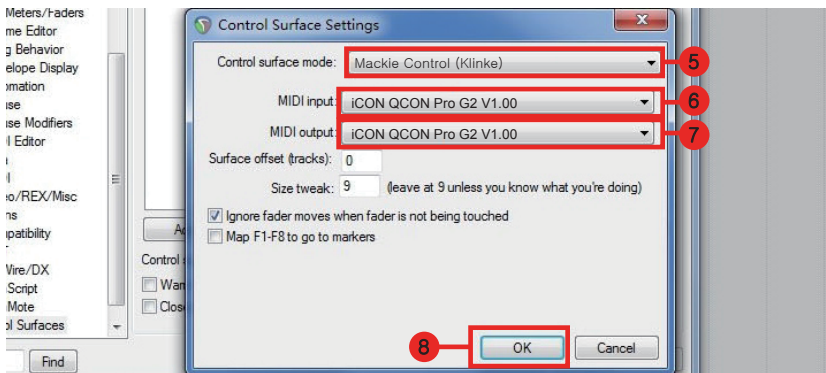 Meters/Faders
me Editor
g Behavior
elope Display
omation
se
use Modifiers
I Editor
eo/REX/Misc
ns
npatibility
Wire/DX
Script
Mote
ol Surfaces
Find
Control
Clos
Control Surface Settings
Control surface mode: Mackie Control (Klinke) 5
MIDI input: iCON QCON Pro G2 V1.00 6
MIDI output: iCON QCON Pro G2 V1.00 7
Surface offset (tracks): 0
Size tweak: 9 (leave at 9 unless you know what you're doing)
Ignore fader moves when fader is not being touched
Map F1-F8 to go to markers
8 OK Cancel